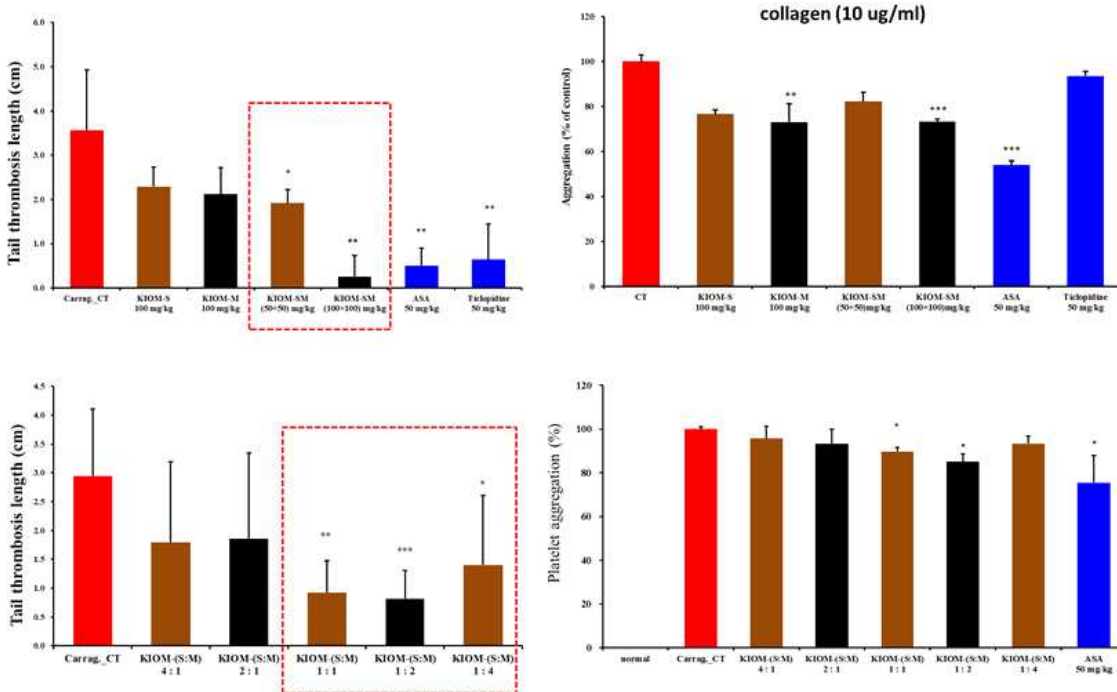 Tail thrombosis length (cm)
6.0
5.0
4.0
3.0
2.0
1.0
0.0
*
**
**
**
Carrag._CT
KIOM-S
100 mg/kg
KIOM-M
100 mg/kg
KIOM-SM
(50+50) mg/kg
KIOM-SM
(100+100) mg/kg
ASA
50 mg/kg
Ticlopidine
50 mg/kg
collagen (10 ug/ml)
Aggregation (% of control)
120
100
80
60
40
20
0
**
***
***
CT
KIOM-S
100 mg/kg
KIOM-M
100 mg/kg
KIOM-SM
(50+50)mg/kg
KIOM-SM
(100+100)mg/kg
ASA
50 mg/kg
Ticlopidine
50 mg/kg
Tail thrombosis length (cm)
4.5
4.0
3.5
3.0
2.5
2.0
1.5
1.0
0.5
0.0
**
***
*
Carrag._CT
KIOM-(S:M)
4 : 1
KIOM-(S:M)
2 : 1
KIOM-(S:M)
1 : 1
KIOM-(S:M)
1 : 2
KIOM-(S:M)
1 : 4
Platelet aggregation (%)
120
100
80
60
40
20
0
*
*
*
normal
Carrag._CT
KIOM-(S:M)
4 : 1
KIOM-(S:M)
2 : 1
KIOM-(S:M)
1 : 1
KIOM-(S:M)
1 : 2
KIOM-(S:M)
1 : 4
ASA
50 mg/kg